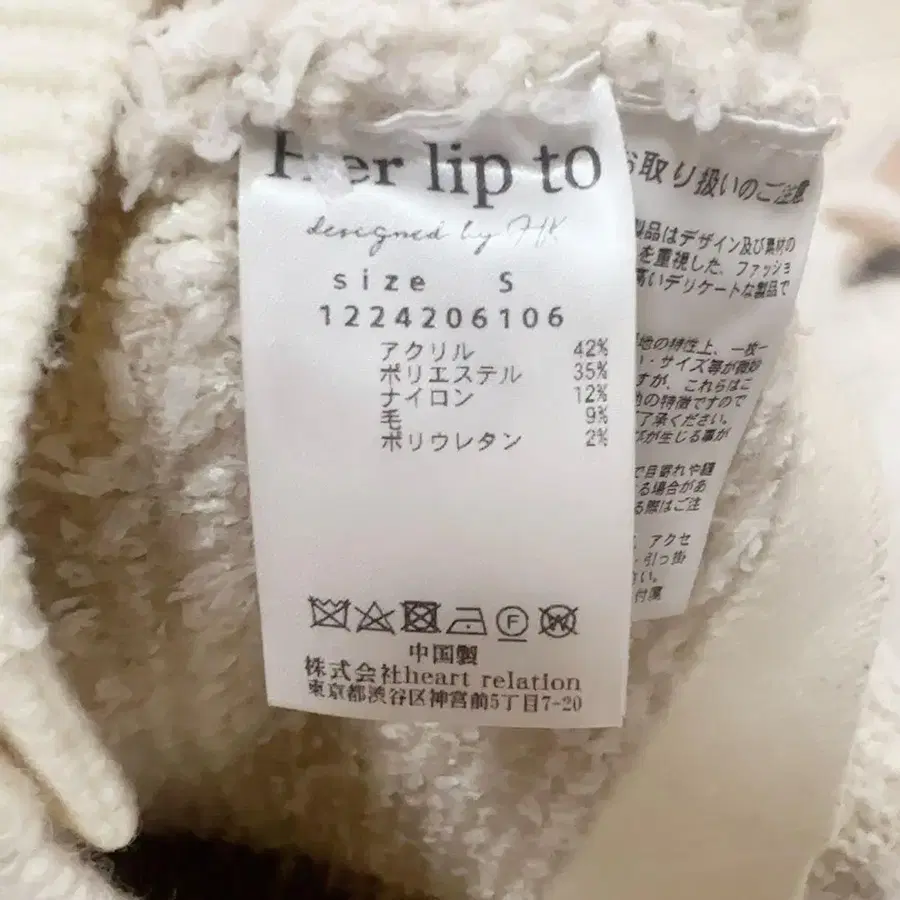 Her lip to
designed by HK
size S
1224206106
アクリル 42%
ポリエステル 35%
ナイロン 12%
毛 9%
ポリウレタン 2%
F
W
中国製
株式会社heart relation
東京都渋谷区神宮前5丁目7-20
お取り扱いのご注意
製品はデザイン及び素材の
を重視した、ファッショ
高いデリケートな製品で
地の特性上、一枚一
・サイズ等が微妙
すが、これらはこ
地の特徴ですので
了承ください。
が生じる事が
で目寄れや縫
る場合があ
る際はご注
、アクセ
引っ掛
さい。
付属